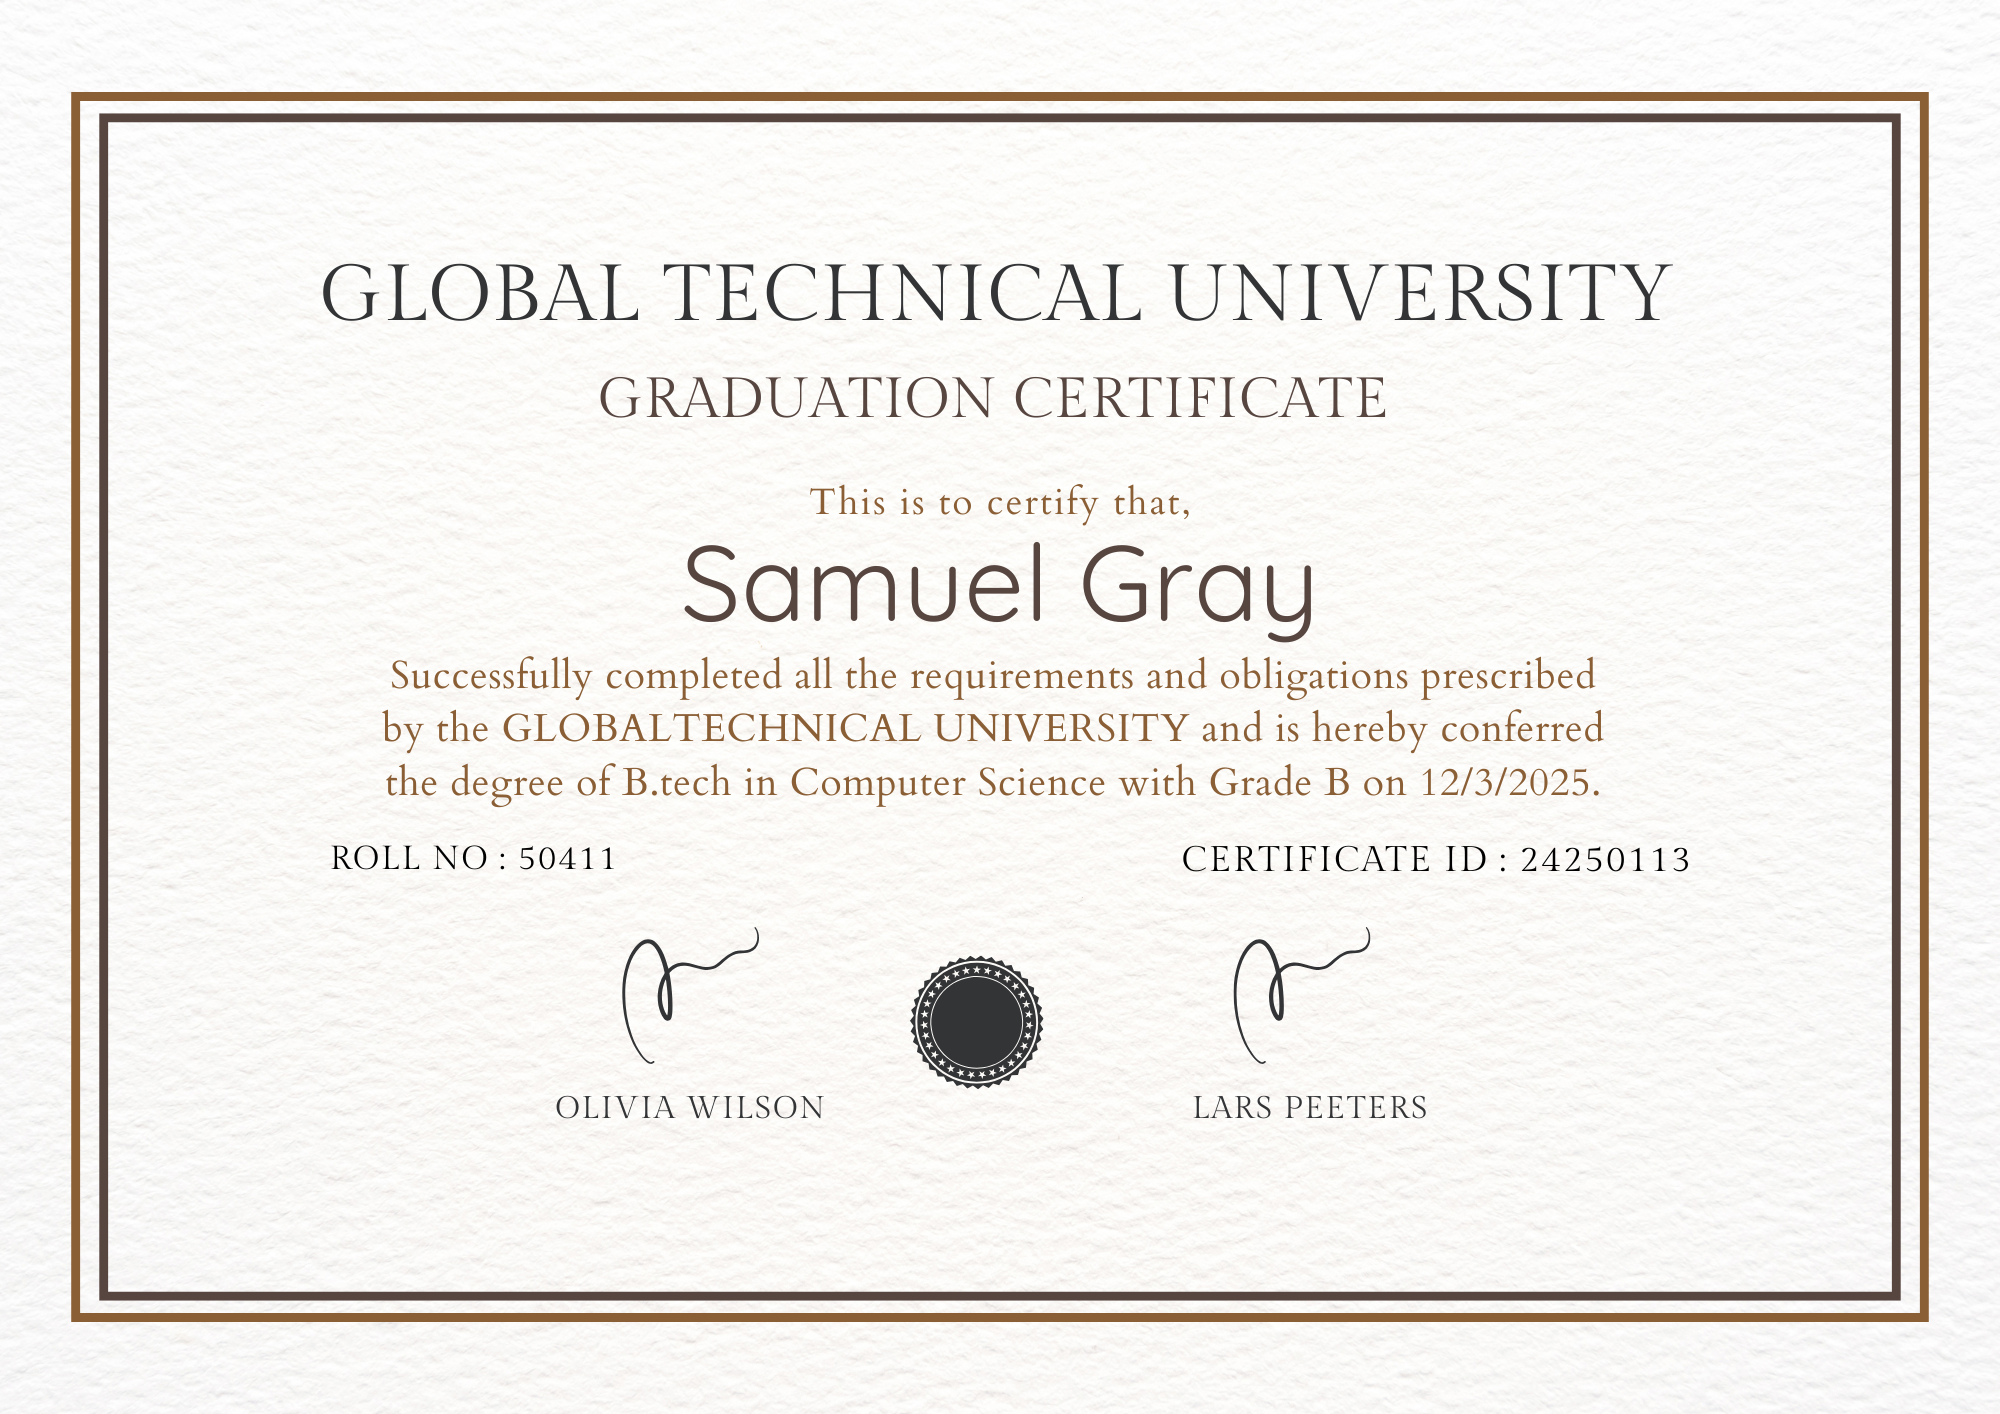 GLOBAL TECHNICAL UNIVERSITY
GRADUATION CERTIFICATE
This is to certify that,
Samuel Gray
Successfully completed all the requirements and obligations prescribed
by the GLOBALTECHNICAL UNIVERSITY and is hereby conferred
the degree of B.tech in Computer Science with Grade B on 12/3/2025.
ROLL NO : 50411
CERTIFICATE ID : 24250113
OLIVIA WILSON
LARS PEETERS